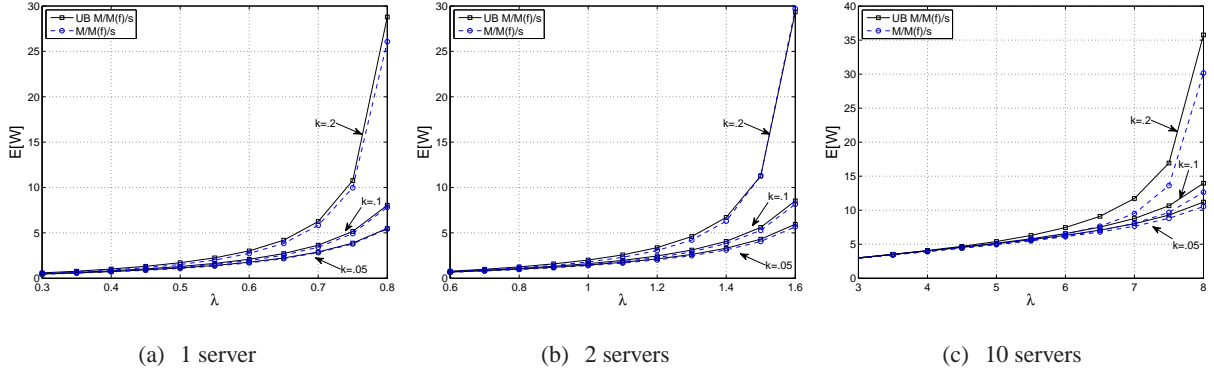 UB M/M(f)/s
M/M(f)/s
30
25
20
15
10
5
0
E[W]
k=.2
k=.1
k=.05
0.3 0.4 0.5 0.6 0.7 0.8
λ
(a) 1 server
UB M/M(f)/s
M/M(f)/s
30
25
20
15
10
5
0
E[W]
k=.2
k=.1
k=.05
0.6 0.8 1 1.2 1.4 1.6
λ
(b) 2 servers
UB M/M(f)/s
M/M(f)/s
40
35
30
25
20
15
10
5
0
E[W]
k=.2
k=.1
k=.05
3 4 5 6 7 8
λ
(c) 10 servers